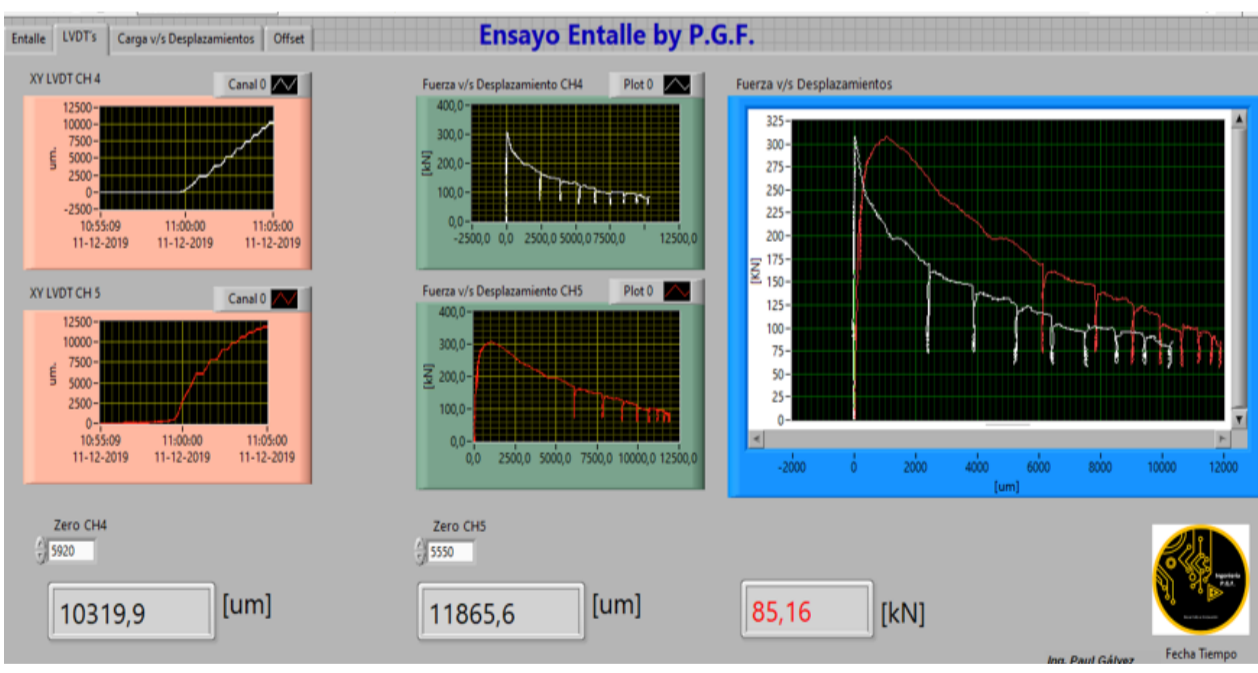 Ensayo Entalle by P.G.F.
Entalle
LVDT's
Carga v/s Desplazamientos
Offset
XY LVDT CH 4
Canal 0
um.
12500
10000
7500
5000
2500
0
-2500
10:55:09
11-12-2019
11:00:00
11-12-2019
11:05:00
11-12-2019
XY LVDT CH 5
Canal 0
um.
12500
10000
7500
5000
2500
0
10:55:09
11-12-2019
11:00:00
11-12-2019
11:05:00
11-12-2019
Fuerza v/s Desplazamiento CH4
Plot 0
[kN]
400,0
300,0
200,0
100,0
0,0
-2500,0 0,0 2500,0 5000,0 7500,0 12500,0
Fuerza v/s Desplazamiento CH5
Plot 0
[kN]
400,0
300,0
200,0
100,0
0,0
0,0 2500,0 5000,0 7500,0 10000,0 12500,0
Fuerza v/s Desplazamientos
[KN]
325
300
275
250
225
200
175
150
125
100
75
50
25
0
-2000 0 2000 4000 6000 8000 10000 12000
[um]
Zero CH4
5920
10319,9 [um]
Zero CH5
5550
11865,6 [um]
85,16 [kN]
Ingeniería
P.G.F.
Ing. Paul Gálvez
Fecha Tiempo